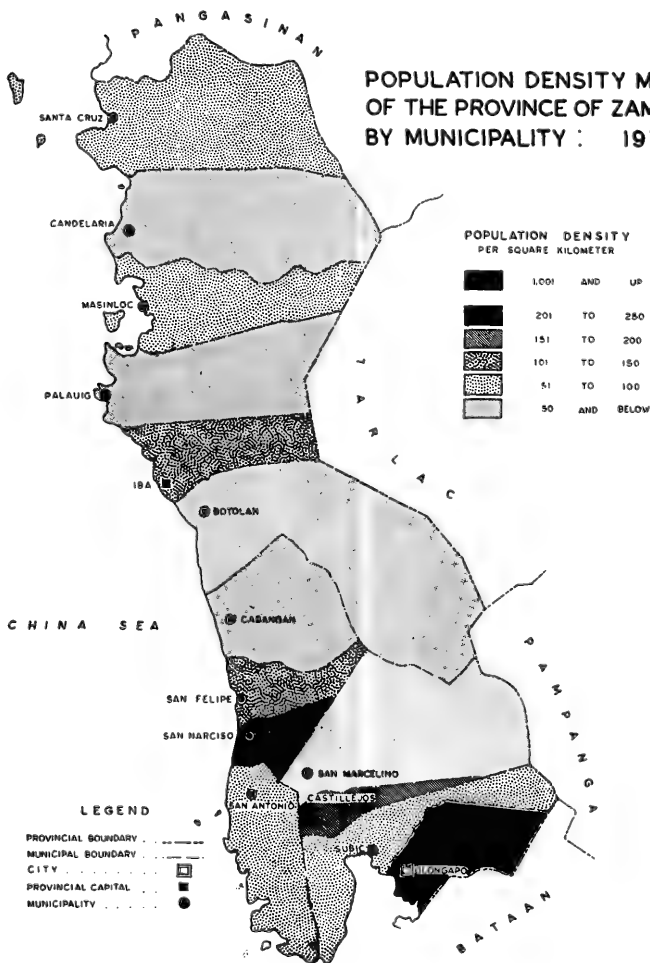 PANGASINAN
POPULATION DENSITY M
OF THE PROVINCE OF ZAM
BY MUNICIPALITY : 19
SANTA CRUZ
CANDELARIA
MASINLOC
PALAUIG
IBA
BOTOLAN
CABANGAN
SAN FELIPE
SAN NARCISO
SAN MARCELINO
SAN ANTONIO
CASTILLEJOS
SUBIC
OLONGAPO
TARLAC
PAMPANGA
BATAAN
CHINA SEA
POPULATION DENSITY
PER SQUARE KILOMETER
1,001 AND UP
201 TO 250
151 TO 200
101 TO 150
51 TO 100
50 AND BELOW
LEGEND
PROVINCIAL BOUNDARY
MUNICIPAL BOUNDARY
CITY
PROVINCIAL CAPITAL
MUNICIPALITY